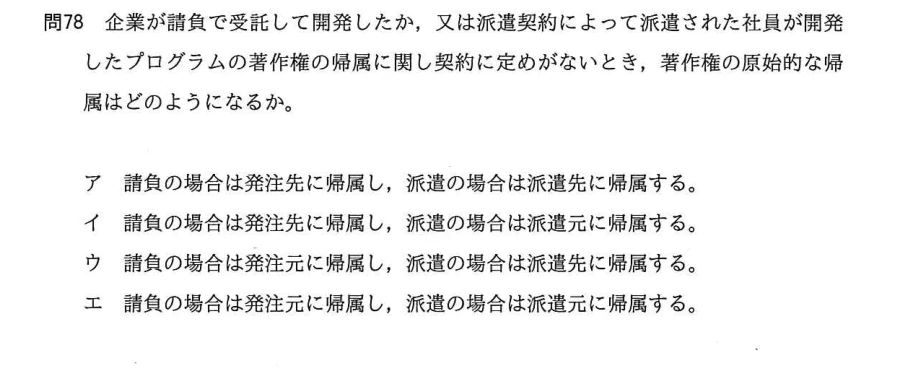 問78 企業が請負で受託して開発したか，又は派遣契約によって派遣された社員が開発
したプログラムの著作権の帰属に関し契約に定めがないとき，著作権の原始的な帰
属はどのようになるか。
ア 請負の場合は発注先に帰属し，派遣の場合は派遣先に帰属する。
イ 請負の場合は発注先に帰属し，派遣の場合は派遣元に帰属する。
ウ 請負の場合は発注元に帰属し，派遣の場合は派遣先に帰属する。
エ 請負の場合は発注元に帰属し，派遣の場合は派遣元に帰属する。